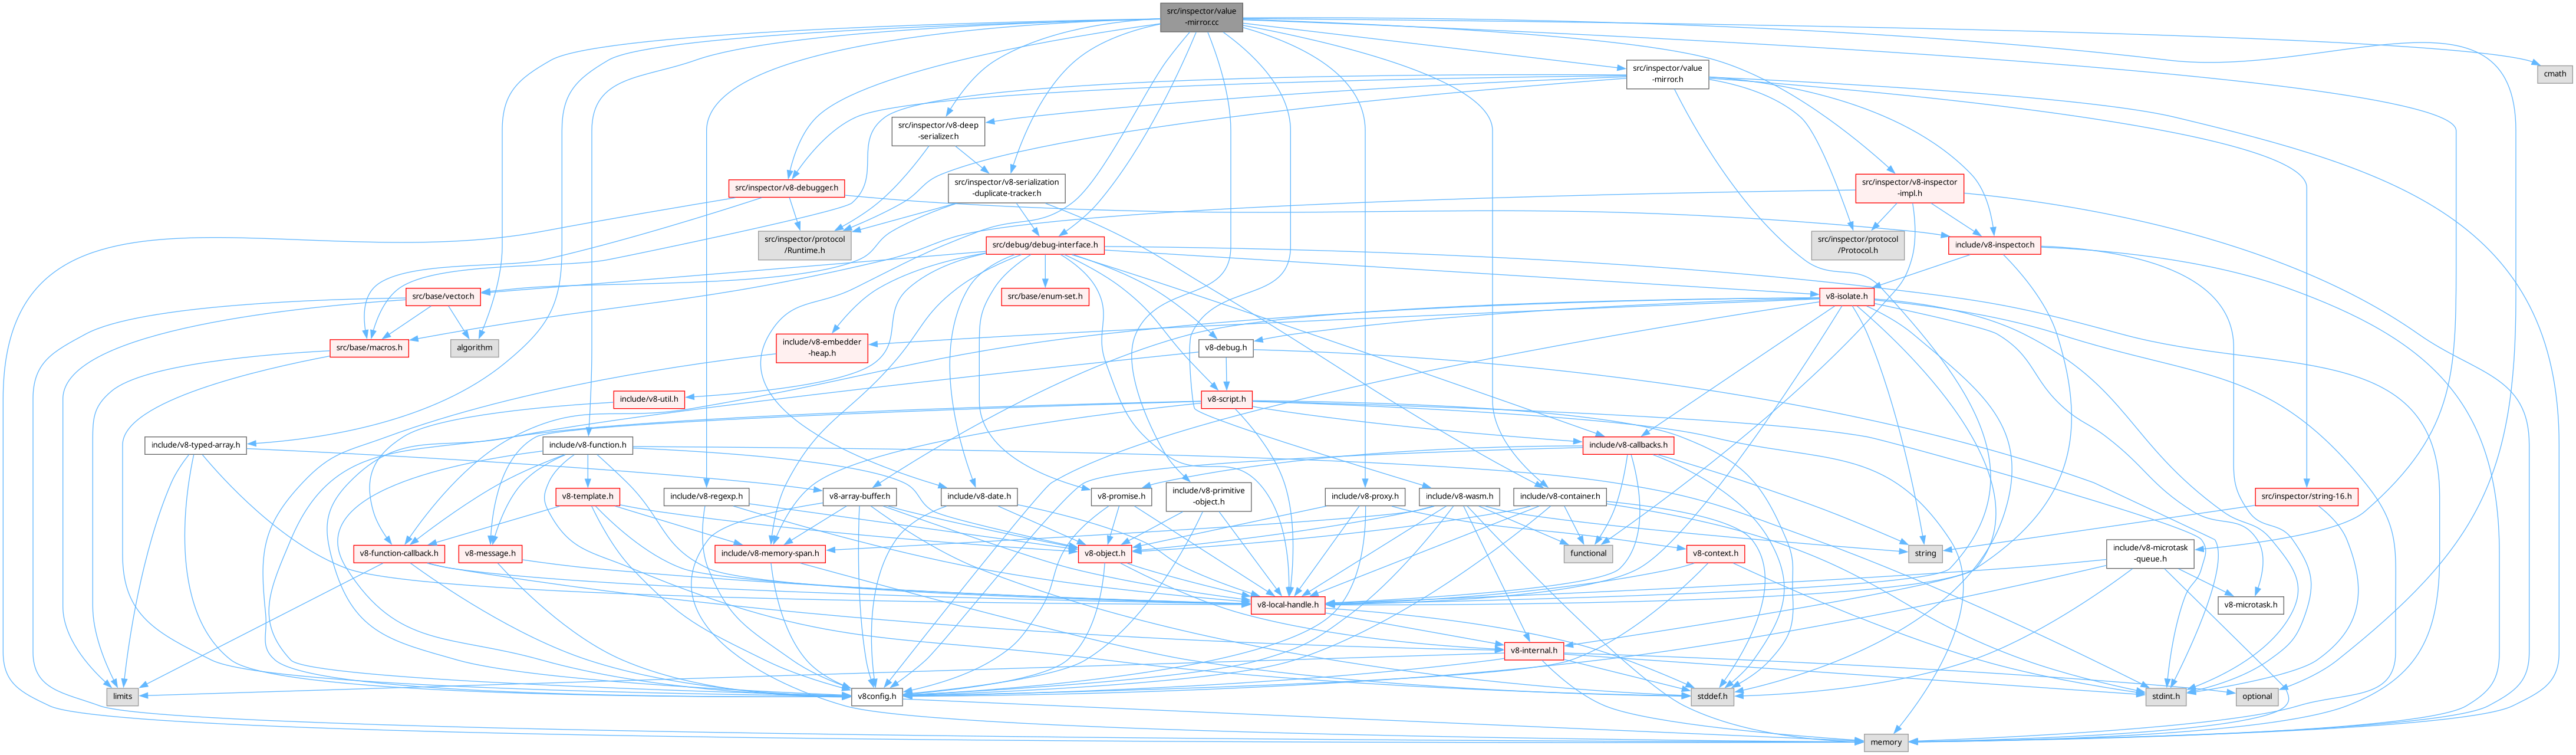 src/inspector/value
-mirror.cc
src/inspector/value
-mirror.h
cmath
src/inspector/v8-deep
-serializer.h
src/inspector/v8-debugger.h
src/inspector/v8-serialization
-duplicate-tracker.h
src/inspector/v8-inspector
-impl.h
src/inspector/protocol
/Runtime.h
src/debug/debug-interface.h
src/inspector/protocol
/Protocol.h
include/v8-inspector.h
src/base/vector.h
src/base/enum-set.h
v8-isolate.h
src/base/macros.h
algorithm
include/v8-embedder
-heap.h
v8-debug.h
include/v8-util.h
v8-script.h
include/v8-typed-array.h
include/v8-function.h
include/v8-callbacks.h
v8-template.h
include/v8-regexp.h
v8-array-buffer.h
include/v8-date.h
v8-promise.h
include/v8-primitive
-object.h
include/v8-proxy.h
include/v8-wasm.h
include/v8-container.h
src/inspector/string-16.h
v8-function-callback.h
v8-message.h
include/v8-memory-span.h
v8-object.h
functional
v8-context.h
string
include/v8-microtask
-queue.h
v8-local-handle.h
v8-microtask.h
v8-internal.h
limits
v8config.h
stddef.h
stdint.h
optional
memory